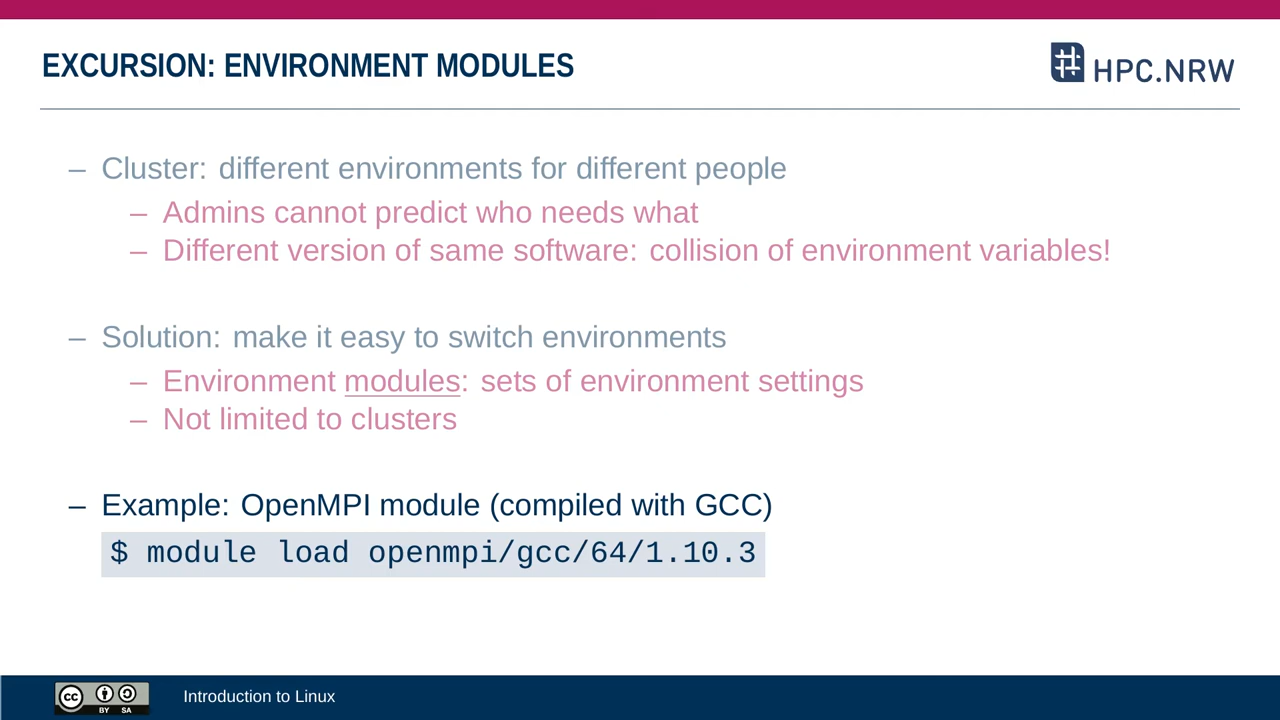 EXCURSION: ENVIRONMENT MODULES
HPC.NRW
– Cluster: different environments for different people
– Admins cannot predict who needs what
– Different version of same software: collision of environment variables!
– Solution: make it easy to switch environments
– Environment modules: sets of environment settings
– Not limited to clusters
– Example: OpenMPI module (compiled with GCC)
$ module load openmpi/gcc/64/1.10.3
cc BY SA
Introduction to Linux